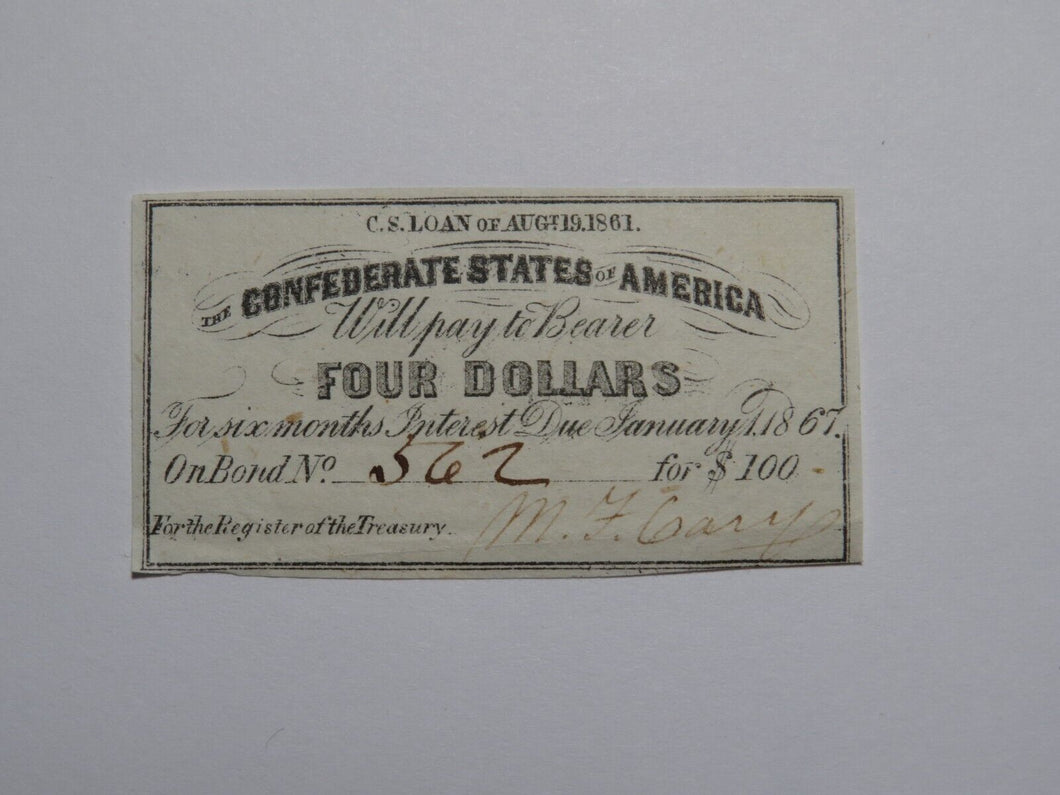 C. S. LOAN OF AUGT. 19. 1861.
THE CONFEDERATE STATES OF AMERICA
Will pay to Bearer
FOUR DOLLARS
For six months Interest Due January 1. 1867.
On Bond No. 562 for $100
For the Register of the Treasury. M. F. Cary